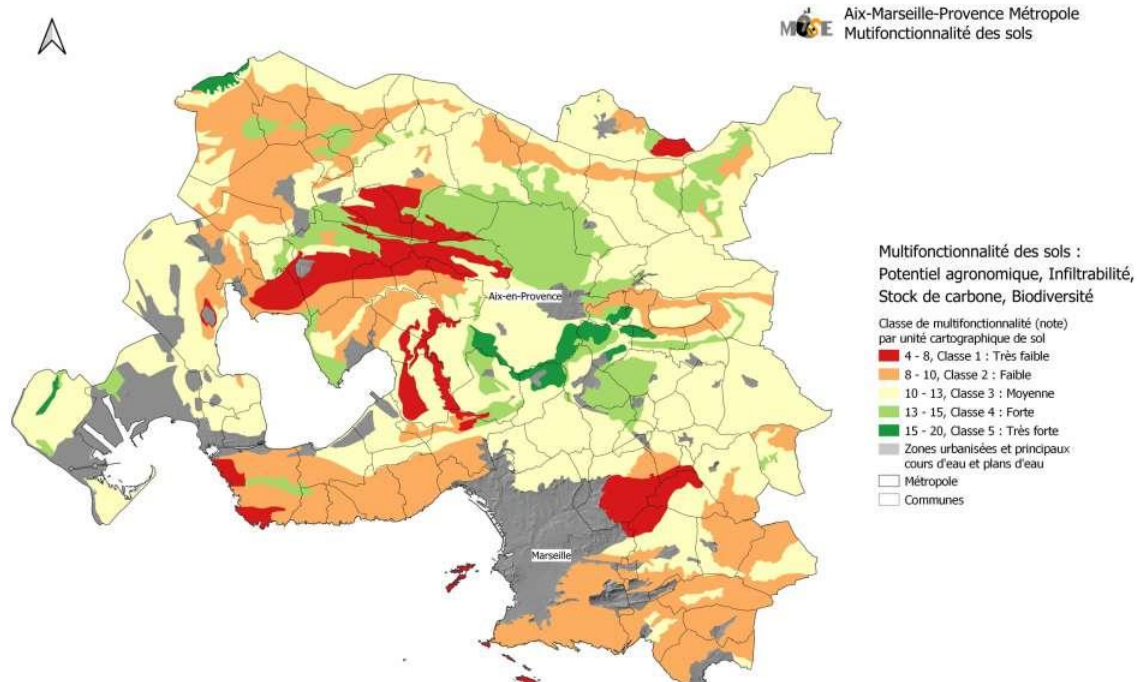 MUSE
Aix-Marseille-Provence Métropole
Mutifonctionnalité des sols
Aix-en-Provence
Marseille
Multifonctionnalité des sols :
Potentiel agronomique, Infiltrabilité,
Stock de carbone, Biodiversité
Classe de multifonctionnalité (note)
par unité cartographique de sol
4 - 8, Classe 1 : Très faible
8 - 10, Classe 2 : Faible
10 - 13, Classe 3 : Moyenne
13 - 15, Classe 4 : Forte
15 - 20, Classe 5 : Très forte
Zones urbanisées et principaux
cours d'eau et plans d'eau
Métropole
Communes